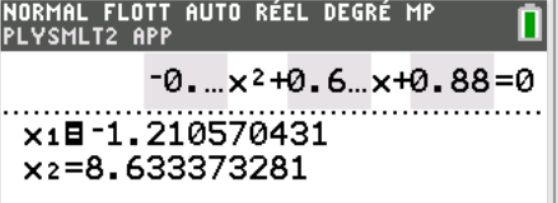 NORMAL FLOTT AUTO RÉEL DEGRÉ MP
PLYSMLT2 APP
-0.…x²+0.6…x+0.88=0
x₁=-1.210570431
x₂=8.633373281